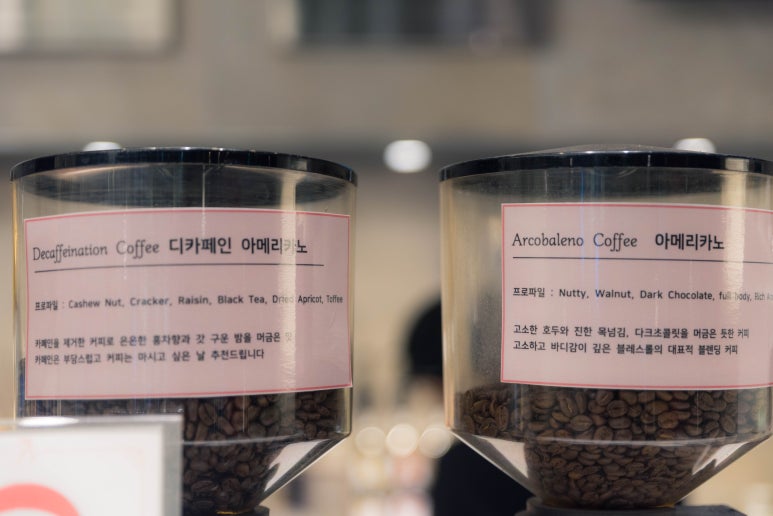 Decaffeination Coffee 디카페인 아메리카노
프로파일 : Cashew Nut, Cracker, Raisin, Black Tea, Dried Apricot, Toffee
카페인을 제거한 커피로 은은한 홍차향과 갓 구운 밤을 머금은 맛
카페인은 부담스럽고 커피는 마시고 싶은 날 추천드립니다
Arcobaleno Coffee 아메리카노
프로파일 : Nutty, Walnut, Dark Chocolate, full body, Rich
고소한 호두와 진한 목넘김, 다크초콜릿을 머금은 듯한 커피
고소하고 바디감이 깊은 블레스롤의 대표적 블렌딩 커피